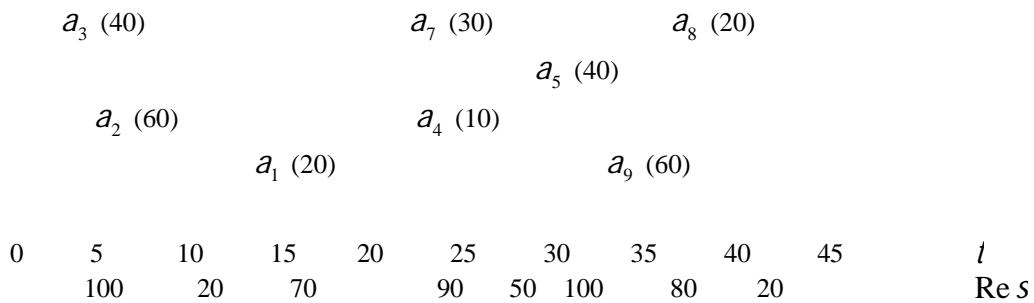 a₃ (40) a₇ (30) a₈ (20)
a₅ (40)
a₂ (60) a₄ (10)
a₁ (20) a₉ (60)
0 5 10 15 20 25 30 35 40 45 t
100 20 70 90 50 100 80 20 Re s